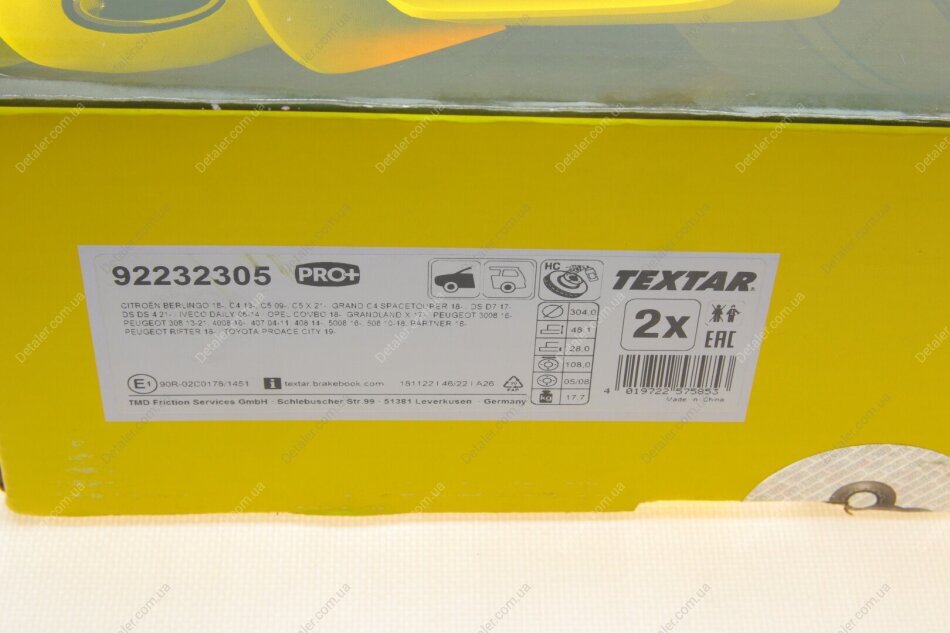 92232305 PRO+
HC
TEXTAR
CITROËN BERLINGO 18-, C4 13-, C5 09-, C5 X 21-, GRAND C4 SPACETOURER 18-, DS D7 17-
DS DS 4 21-, IVECO DAILY 06-14, OPEL COMBO 18-, GRANDLAND X 17-, PEUGEOT 3008 16-
PEUGEOT 308 13-21, 4008 16-, 407 04-11, 408 14-, 5008 16-, 508 10-18, PARTNER 18-
PEUGEOT RIFTER 18-, TOYOTA PROACE CITY 19-
304,0
48,1
28,0
108,0
05/08
kg 17,7
2x
EAC
E1 90R-02C0178/1451 i textar.brakebook.com 181122 I 46/22 I A26
TMD Friction Services GmbH · Schlebuscher Str.99 · 51381 Leverkusen · Germany
4 019722 575853
Made in China
Detaler.com.ua